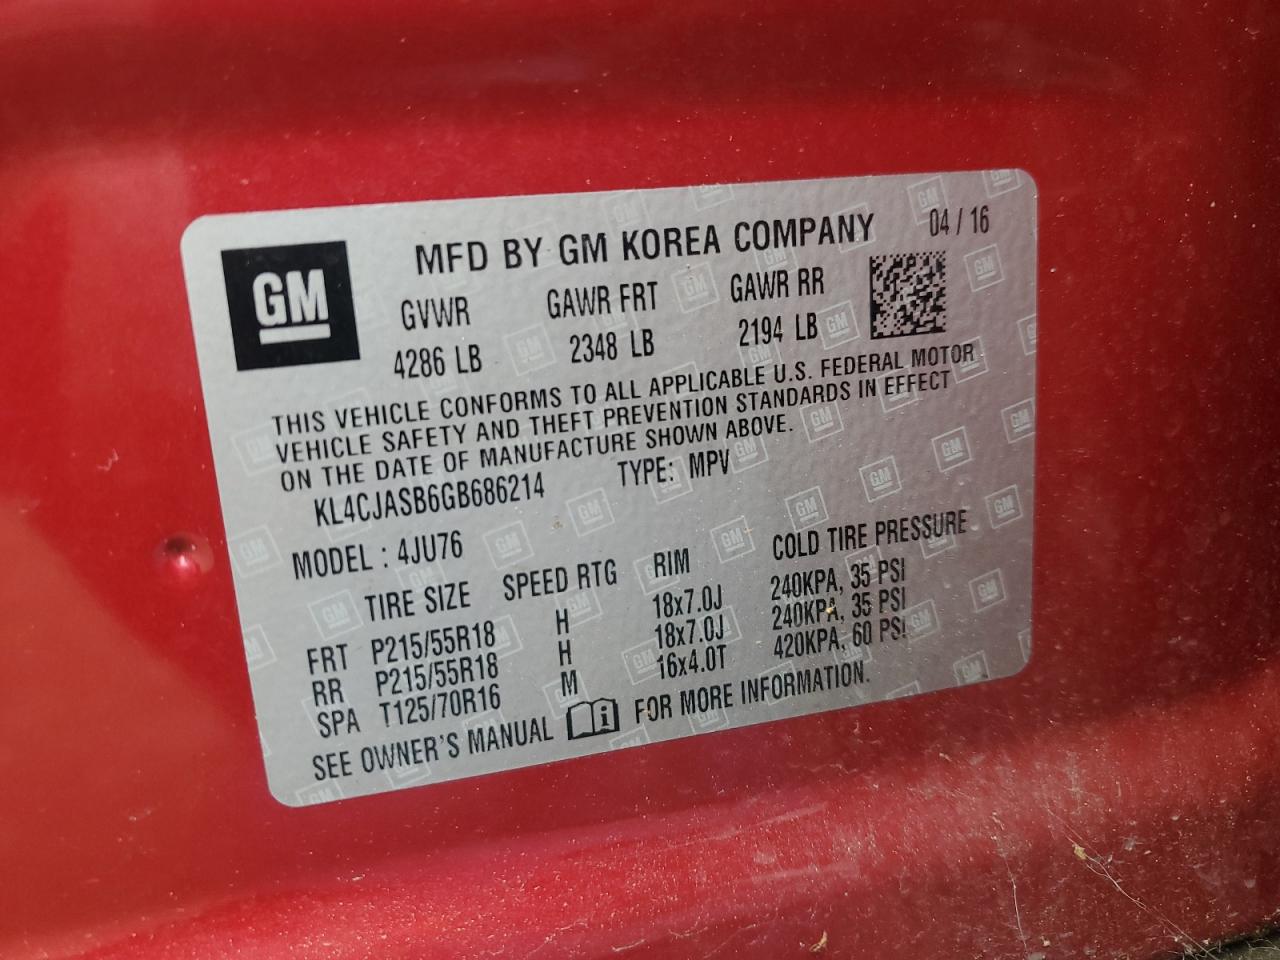 GM
MFD BY GM KOREA COMPANY 04 / 16
GVWR GAWR FRT GAWR RR
4286 LB 2348 LB 2194 LB
THIS VEHICLE CONFORMS TO ALL APPLICABLE U.S. FEDERAL MOTOR
VEHICLE SAFETY AND THEFT PREVENTION STANDARDS IN EFFECT
ON THE DATE OF MANUFACTURE SHOWN ABOVE.
KL4CJASB6GB686214 TYPE: MPV
MODEL : 4JU76
TIRE SIZE SPEED RTG RIM COLD TIRE PRESSURE
FRT P215/55R18 H 18x7.0J 240KPA, 35 PSI
RR P215/55R18 H 18x7.0J 240KPA, 35 PSI
SPA T125/70R16 M 16x4.0T 420KPA, 60 PSI
SEE OWNER'S MANUAL FOR MORE INFORMATION.